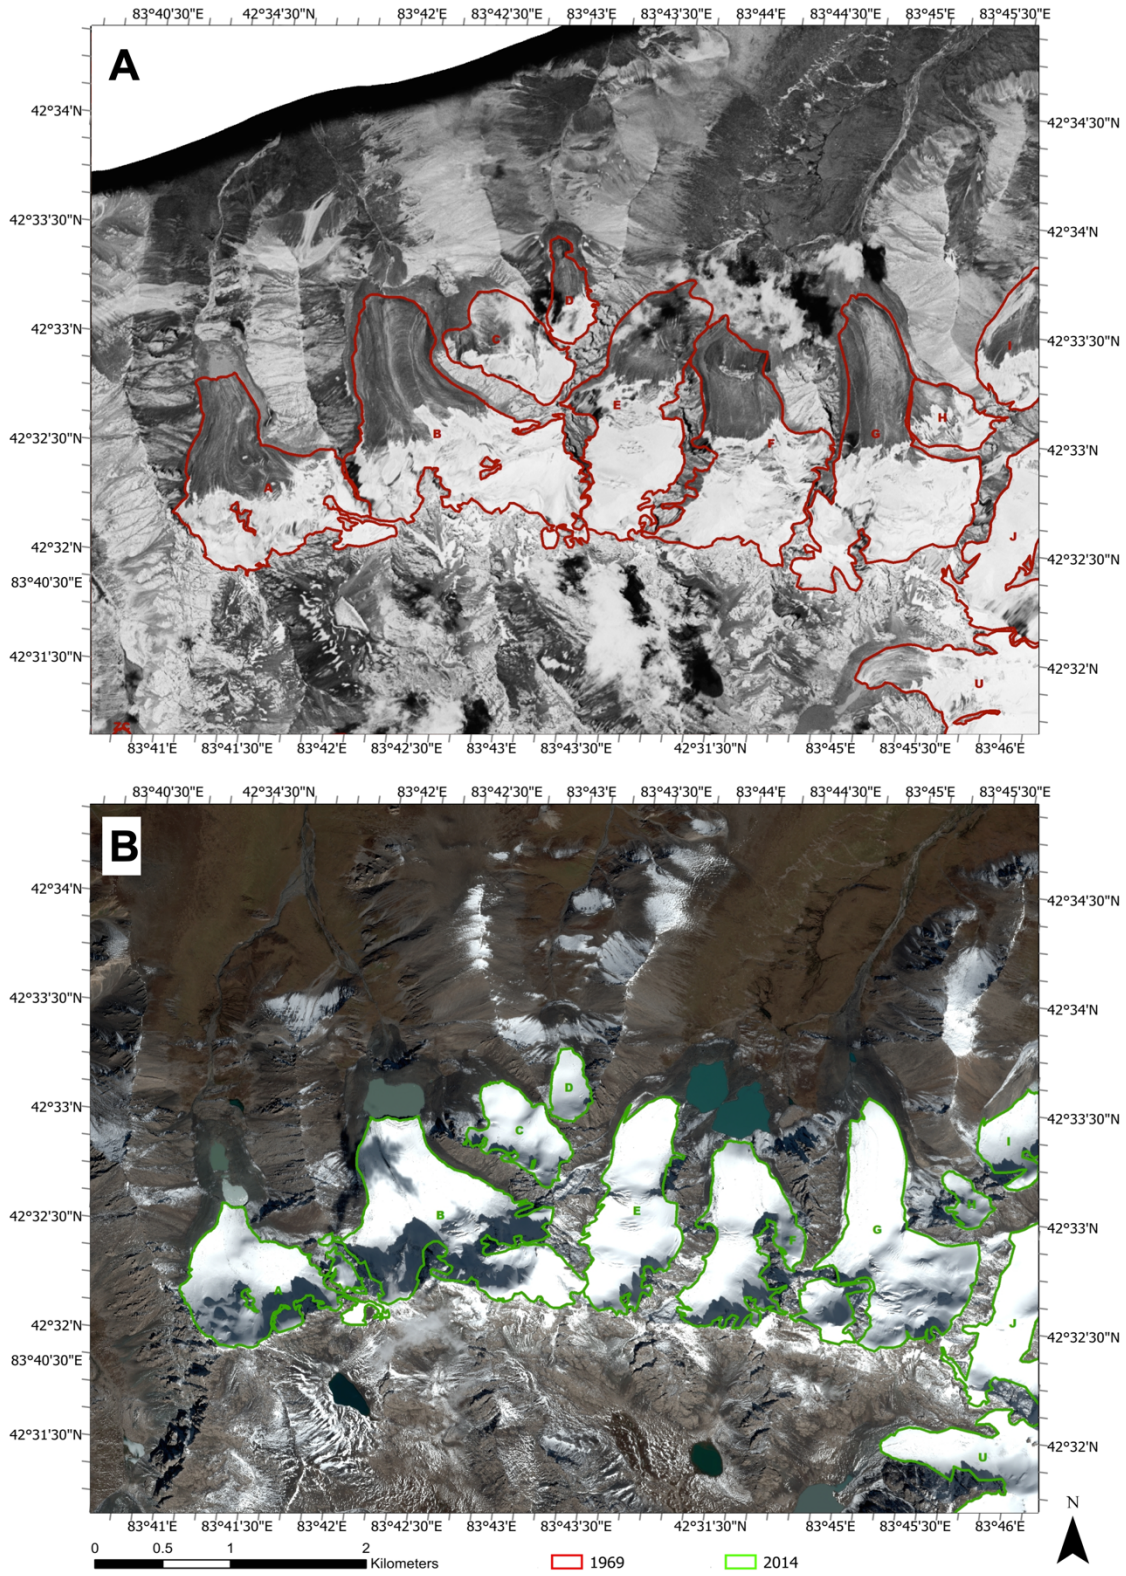 83°40'30"E 42°34'30"N 83°42'E 83°42'30"E 83°43'E 83°43'30"E 83°44'E 83°44'30"E 83°45'E 83°45'30"E
A
42°34'N
42°34'30"N
42°33'30"N
42°34'N
D
42°33'N
C
42°33'30"N
I
E
H
B
F
G
42°32'30"N
42°33'N
A
J
42°32'N
42°32'30"N
83°40'30"E
42°31'30"N
42°32'N
U
83°41'E 83°41'30"E 83°42'E 83°42'30"E 83°43'E 83°43'30"E 42°31'30"N 83°45'E 83°45'30"E 83°46'E
83°40'30"E 42°34'30"N 83°42'E 83°42'30"E 83°43'E 83°43'30"E 83°44'E 83°44'30"E 83°45'E 83°45'30"E
B
42°34'N
42°34'30"N
42°33'30"N
42°34'N
D
42°33'N
C
42°33'30"N
I
H
E
B
42°32'30"N
G
42°33'N
F
A
J
42°32'N
42°32'30"N
83°40'30"E
42°31'30"N
42°32'N
U
83°41'E 83°41'30"E 83°42'E 83°42'30"E 83°43'E 83°43'30"E 42°31'30"N 83°45'E 83°45'30"E 83°46'E
N
0 0.5 1 2
Kilometers
1969
2014